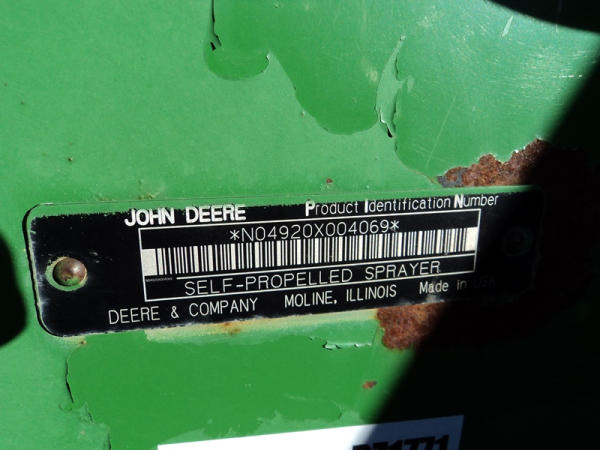 JOHN DEERE Product Identification Number
*N04920X004069*
SELF-PROPELLED SPRAYER
DEERE & COMPANY MOLINE, ILLINOIS Made in USA